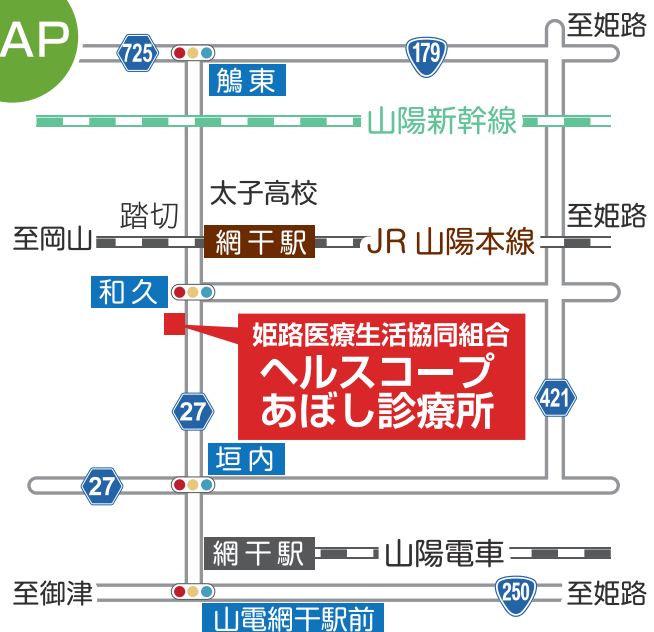 AP
至姫路
725
179
鵤東
山陽新幹線
太子高校
踏切
至姫路
至岡山
網干駅
JR 山陽本線
和久
姫路医療生活協同組合
ヘルスコープ
あぼし診療所
27
421
垣内
27
網干駅
山陽電車
至御津
250
至姫路
山電網干駅前